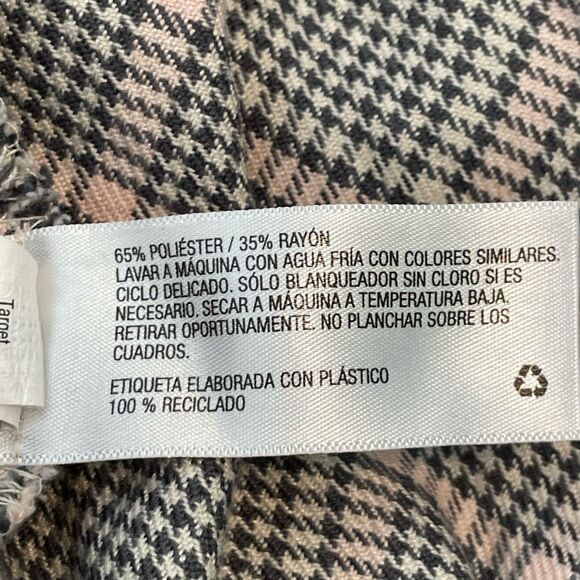 65% POLIÉSTER / 35% RAYÓN
LAVAR A MÁQUINA CON AGUA FRÍA CON COLORES SIMILARES.
CICLO DELICADO. SÓLO BLANQUEADOR SIN CLORO SI ES
NECESARIO. SECAR A MÁQUINA A TEMPERATURA BAJA.
RETIRAR OPORTUNAMENTE. NO PLANCHAR SOBRE LOS
CUADROS.
ETIQUETA ELABORADA CON PLÁSTICO
100 % RECICLADO
Target